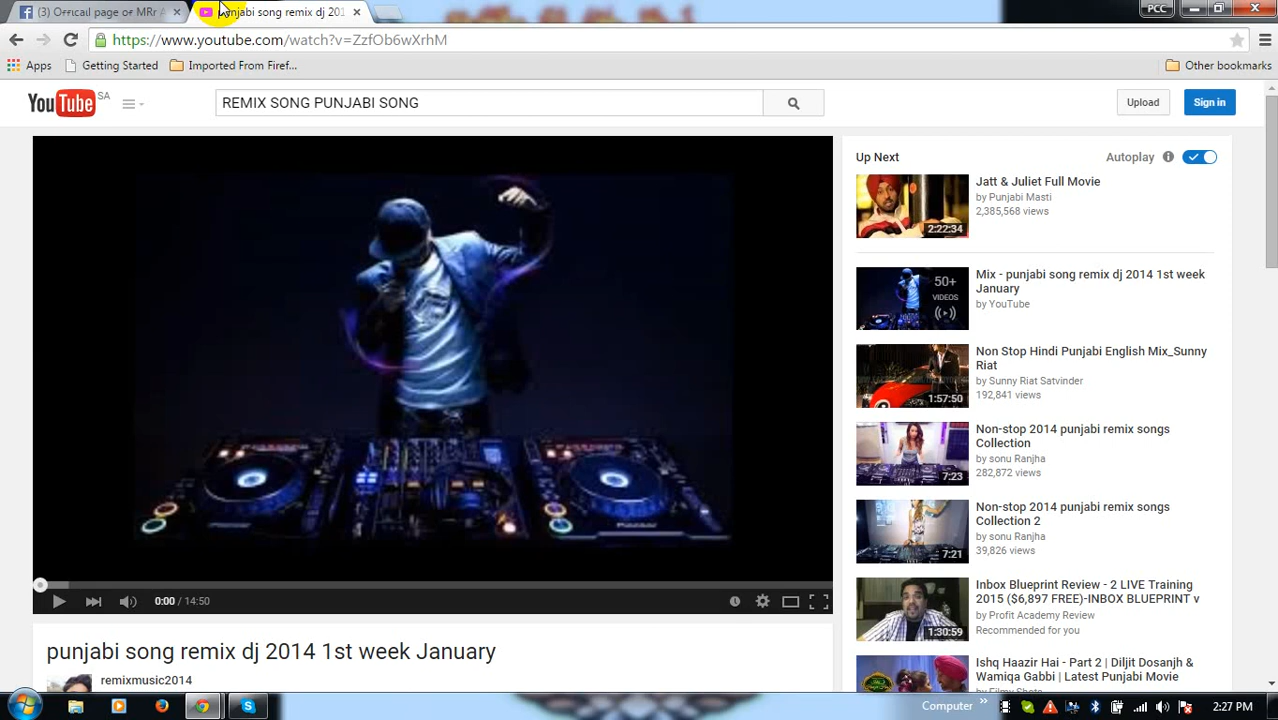 (3) Officail page of MRr A
punjabi song remix dj 201
PCC
https://www.youtube.com/watch?v=ZzfOb6wXrhM
Apps
Getting Started
Imported From Firef...
Other bookmarks
YouTube SA
REMIX SONG PUNJABI SONG
Upload
Sign in
Up Next
Autoplay
Jatt & Juliet Full Movie
by Punjabi Masti
2,385,568 views
2:22:34
Mix - punjabi song remix dj 2014 1st week
January
by YouTube
50+
VIDEOS
Non Stop Hindi Punjabi English Mix_Sunny
Riat
by Sunny Riat Satvinder
192,841 views
1:57:50
Non-stop 2014 punjabi remix songs
Collection
by sonu Ranjha
282,872 views
7:23
Non-stop 2014 punjabi remix songs
Collection 2
by sonu Ranjha
39,826 views
7:21
Inbox Blueprint Review - 2 LIVE Training
2015 ($6,897 FREE)-INBOX BLUEPRINT v
by Profit Academy Review
Recommended for you
1:30:59
Ishq Haazir Hai - Part 2 | Diljit Dosanjh &
Wamiqa Gabbi | Latest Punjabi Movie
by Filmy Shots
0:00 / 14:50
punjabi song remix dj 2014 1st week January
remixmusic2014
Computer
2:27 PM